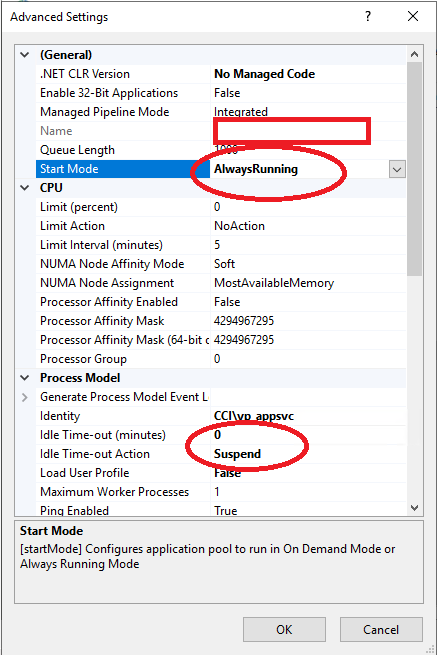 Advanced Settings
(General)
.NET CLR Version No Managed Code
Enable 32-Bit Applications False
Managed Pipeline Mode Integrated
Name
Queue Length 1000
Start Mode AlwaysRunning
CPU
Limit (percent) 0
Limit Action NoAction
Limit Interval (minutes) 5
NUMA Node Affinity Mode Soft
NUMA Node Assignment MostAvailableMemory
Processor Affinity Enabled False
Processor Affinity Mask 4294967295
Processor Affinity Mask (64-bit c 4294967295
Processor Group 0
Process Model
Generate Process Model Event L
Identity CCI\vp_appsvc
Idle Time-out (minutes) 0
Idle Time-out Action Suspend
Load User Profile False
Maximum Worker Processes 1
Ping Enabled True
Start Mode
[startMode] Configures application pool to run in On Demand Mode or
Always Running Mode
OK Cancel